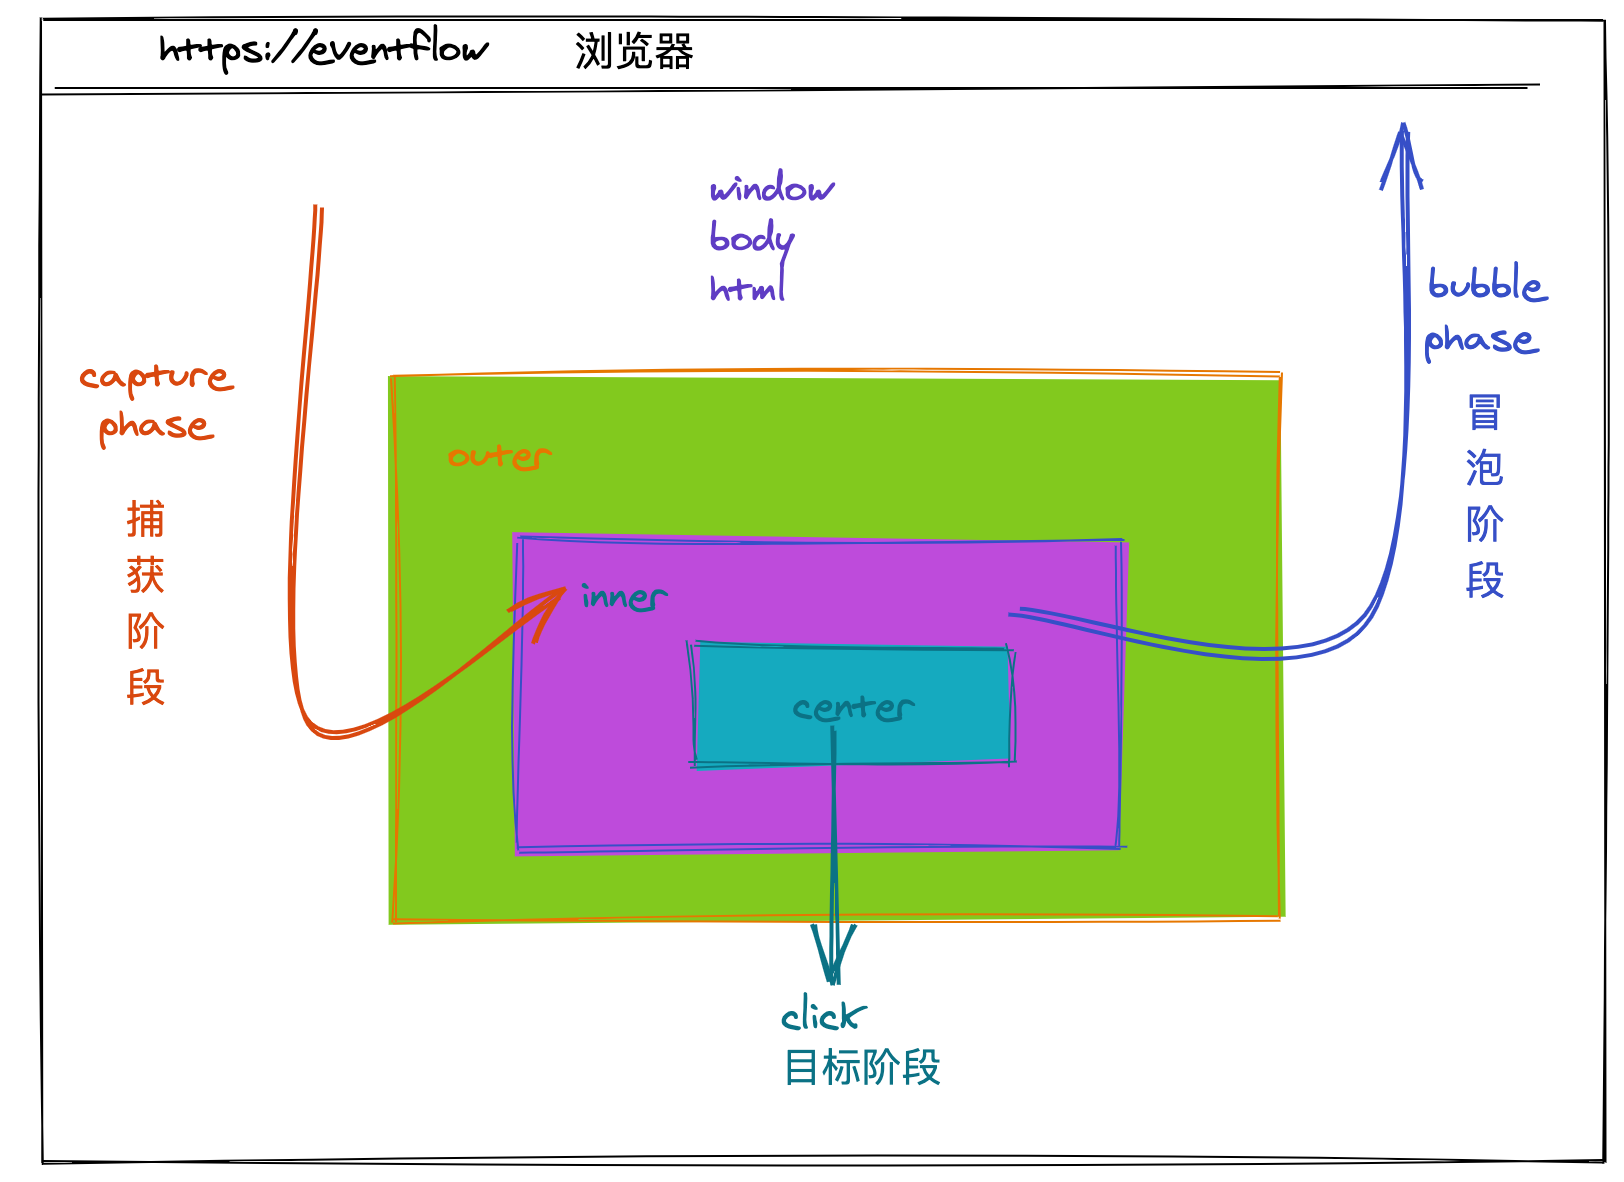 https://eventflow 浏览器
window
body
html
capture
phase
捕
获
阶
段
bubble
phase
冒
泡
阶
段
outer
inner
center
click
目标阶段